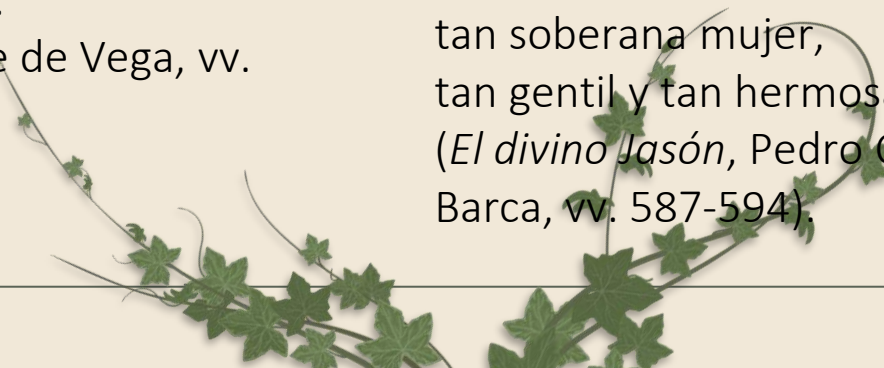 de Vega, vv.
tan soberana mujer,
tan gentil y tan hermos
(El divino Jasón, Pedro
Barca, vv. 587-594).